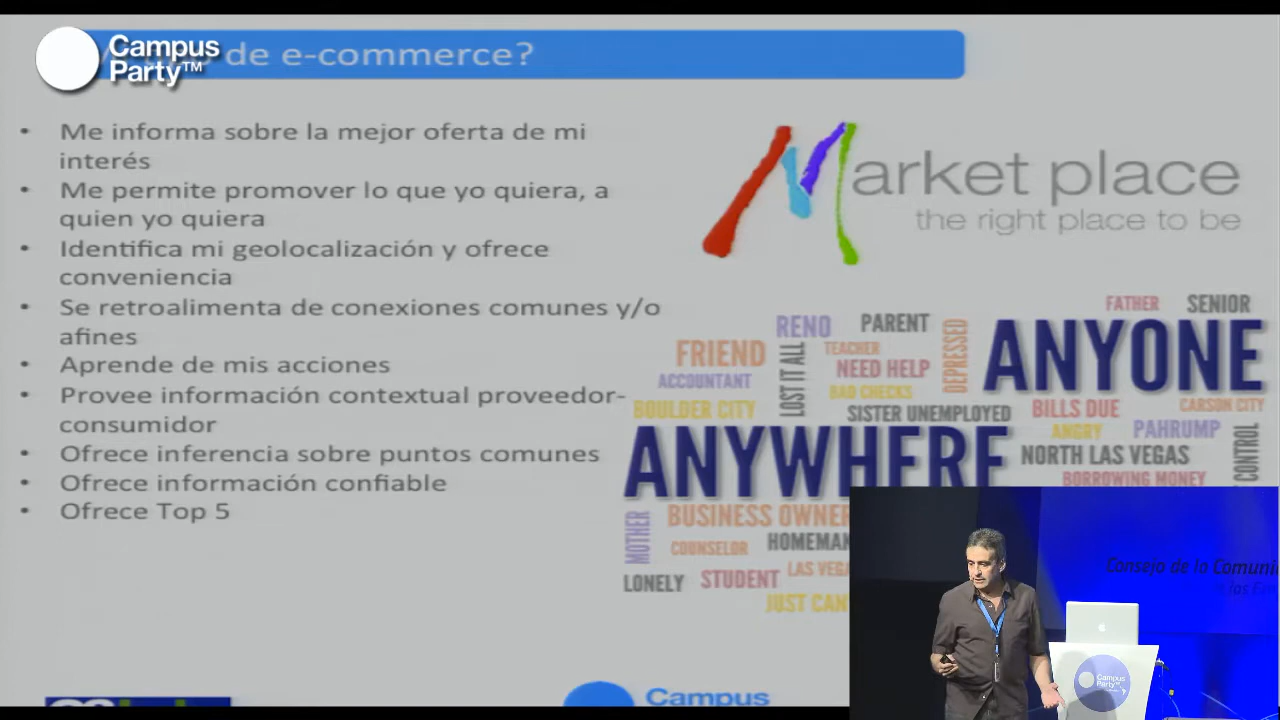 Campus
Party™
de e-commerce?
• Me informa sobre la mejor oferta de mi
interés
• Me permite promover lo que yo quiera, a
quien yo quiera
• Identifica mi geolocalización y ofrece
conveniencia
• Se retroalimenta de conexiones comunes y/o
afines
• Aprende de mis acciones
• Provee información contextual proveedor-
consumidor
• Ofrece inferencia sobre puntos comunes
• Ofrece información confiable
• Ofrece Top 5
Market place
the right place to be
FATHER
SENIOR
RENO
PARENT
ANYONE
FRIEND
LOST IT ALL
TEACHER
DEPRESSED
ACCOUNTANT
NEED HELP
BAD CHECKS
BOULDER CITY
SISTER UNEMPLOYED
BILLS DUE
CARSON CITY
ANYWHERE
ANGRY
PAHRUMP
CONTROL
NORTH LAS VEGAS
BORROWING MONEY
MOTHER
BUSINESS OWNER
COUNSELOR
HOMEMAK
LONELY
STUDENT
LAS VEGA
JUST CAN
Consejo de la Comuni
Campus
Party™
Campus